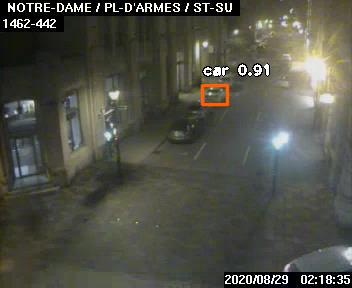 NOTRE-DAME / PL-D'ARMES / ST-SU
1462-442
car 0.91
2020/08/29 02:18:35